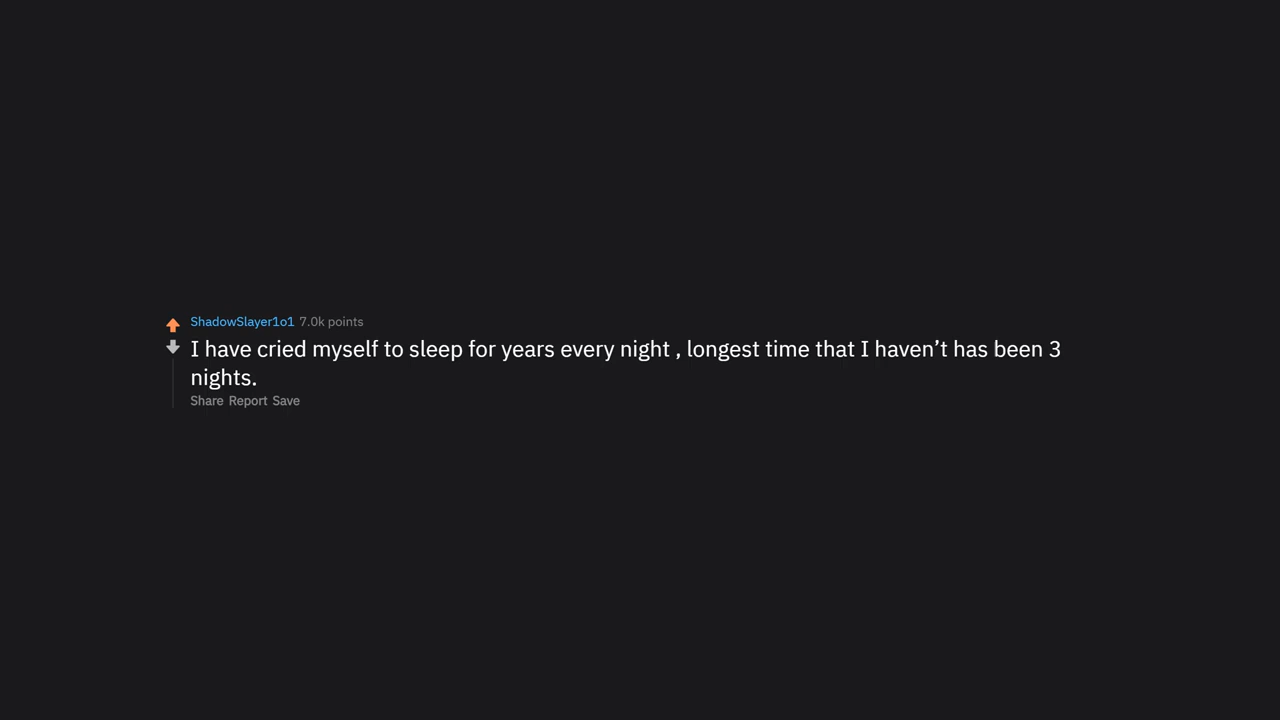 ShadowSlayer1o1 7.0k points
I have cried myself to sleep for years every night , longest time that I haven’t has been 3
nights.
Share Report Save